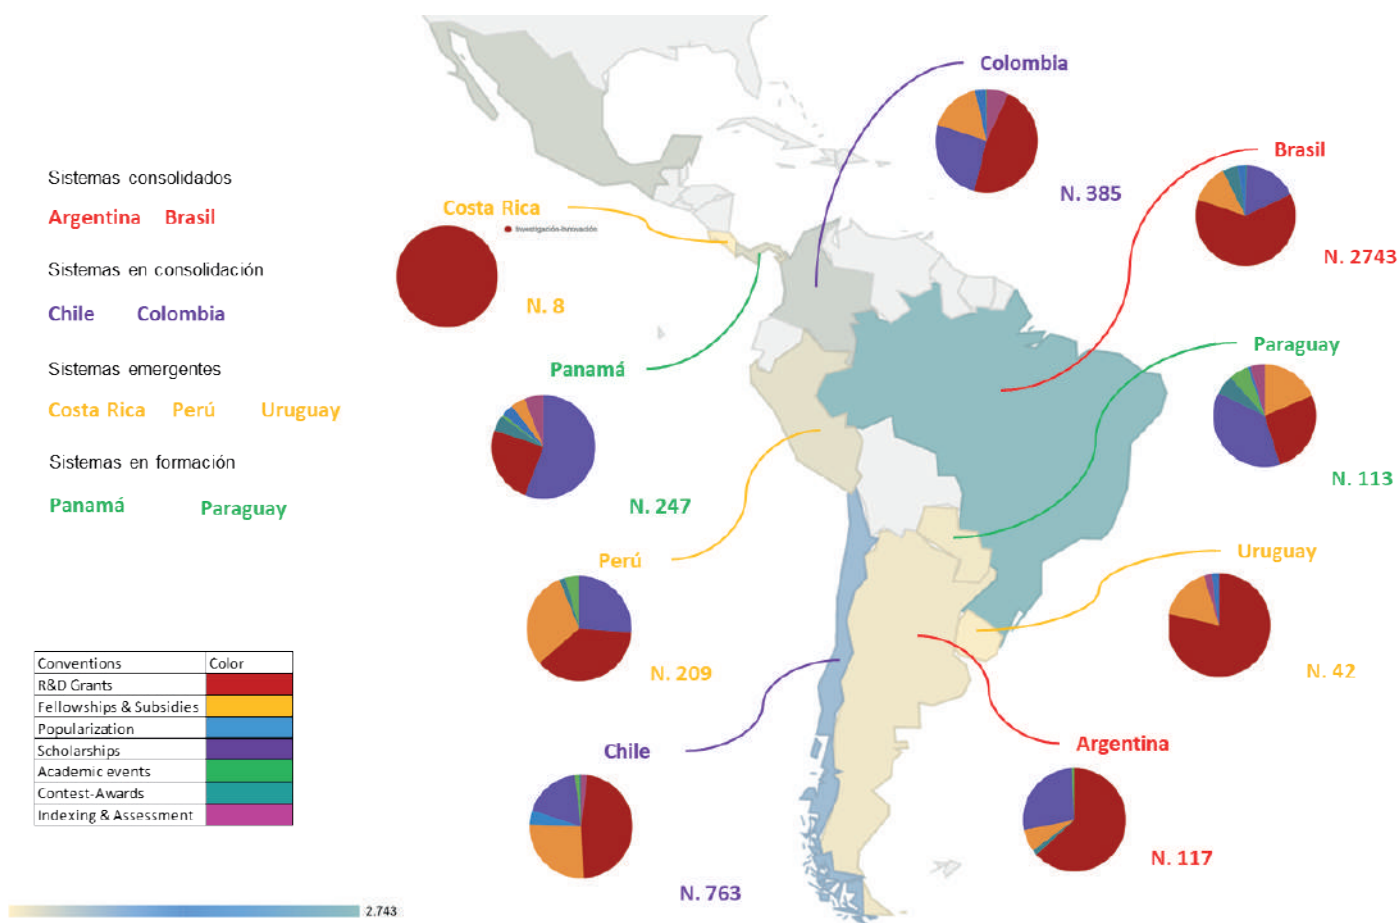 Sistemas consolidados
Argentina Brasil
Sistemas en consolidación
Chile Colombia
Sistemas emergentes
Costa Rica Perú Uruguay
Sistemas en formación
Panamá Paraguay
Conventions Color
R&D Grants
Fellowships & Subsidies
Popularization
Scholarships
Academic events
Contest-Awards
Indexing & Assessment
2.743
Colombia
N. 385
Brasil
N. 2743
Costa Rica
Investigación-Innovación
N. 8
Panamá
N. 247
Paraguay
N. 113
Perú
N. 209
Uruguay
N. 42
Chile
N. 763
Argentina
N. 117